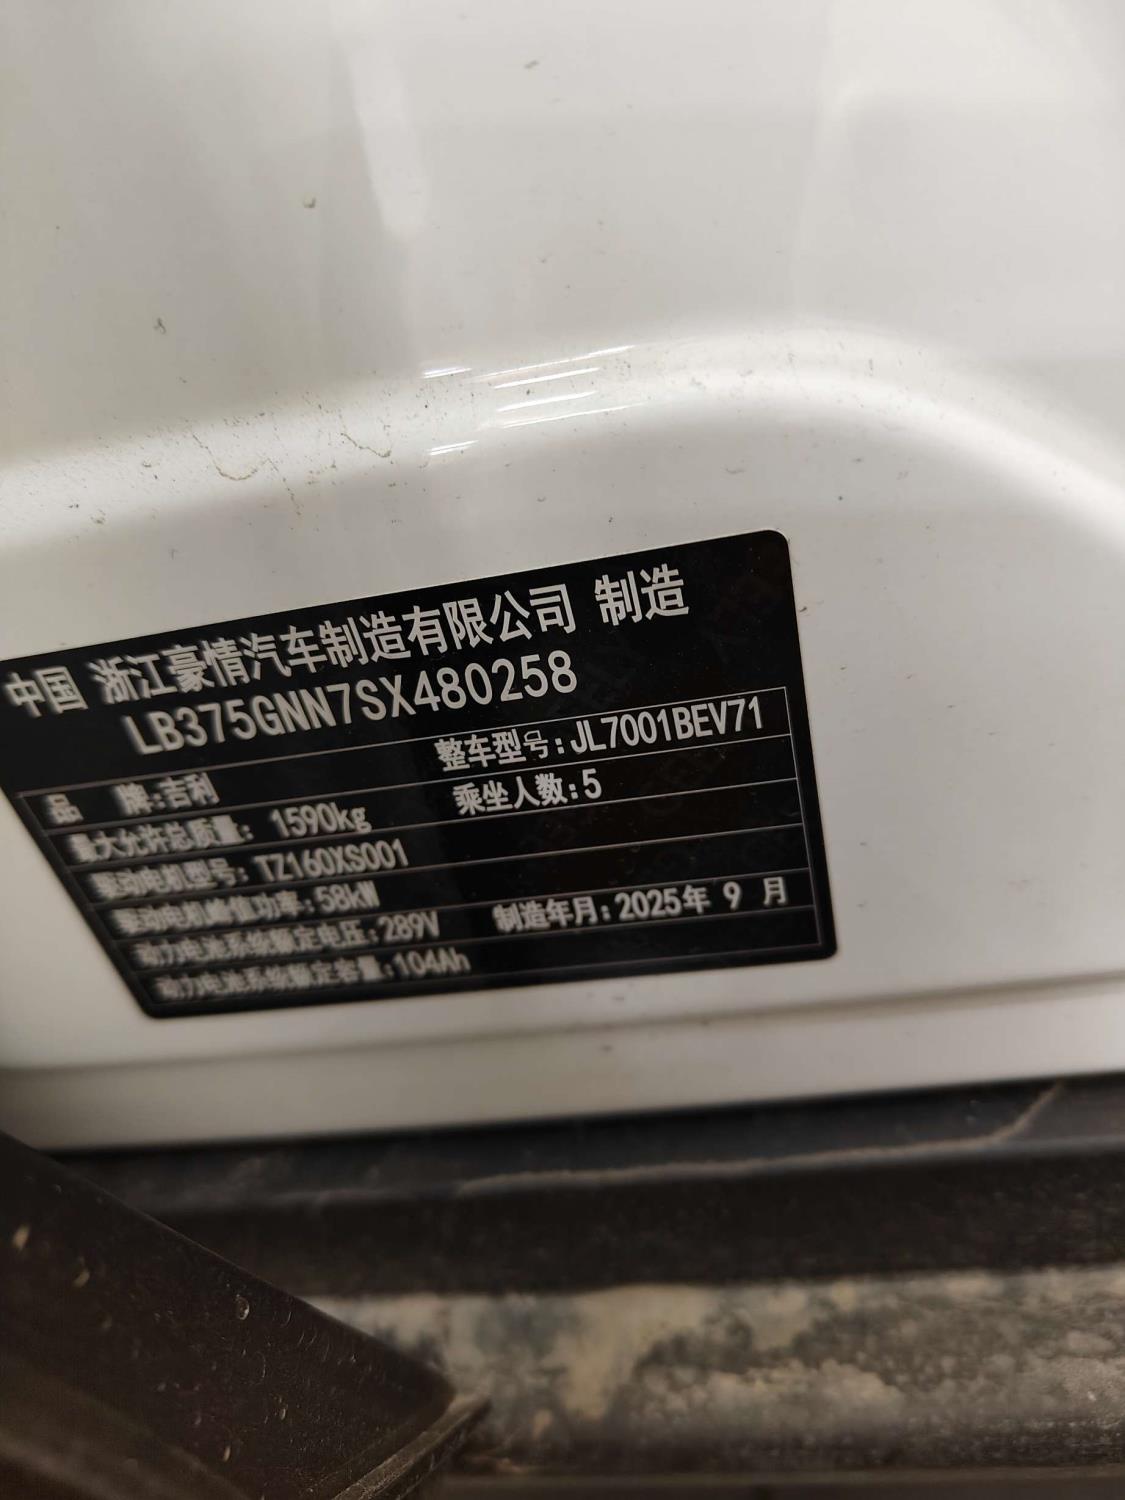 中国 浙江豪情汽车制造有限公司 制造
LB375GNN7SX480258
品 牌:吉利 整车型号:JL7001BEV71
最大允许总质量: 1590kg 乘坐人数:5
驱动电机型号: TZ160XS001
驱动电机峰值功率:58kW
动力电池系统额定电压:289V 制造年月:2025年 9 月
动力电池系统额定容量:104Ah